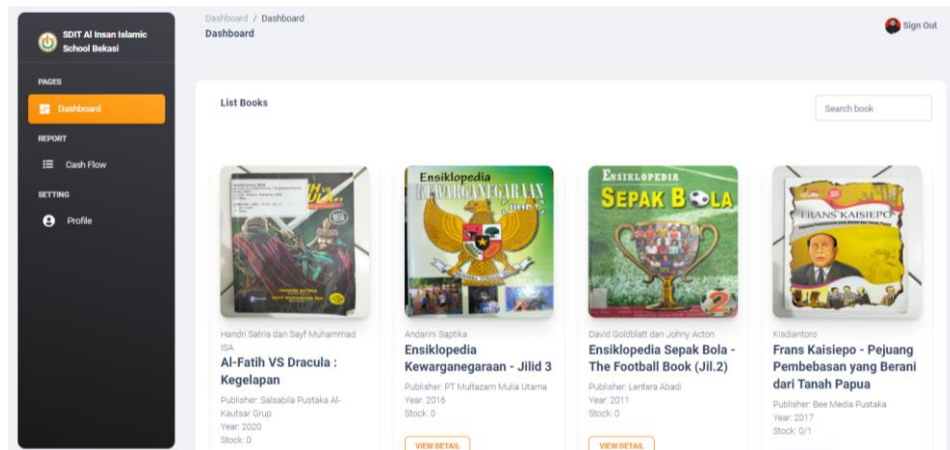 SDIT Al Insan Islamic
School Bekasi
PAGES
Dashboard
REPORT
Cash Flow
SETTING
Profile
Dashboard / Dashboard
Dashboard
Sign Out
List Books
Search book
Handri Satria dan Sayf Muhammad
ISA
Al-Fatih VS Dracula :
Kegelapan
Publisher: Salsabila Pustaka Al-
Kautsar Grup
Year: 2020
Stock: 0
Ensiklopedia
KEWARGANEGARAAN
Andarini Saptika
Ensiklopedia
Kewarganegaraan - Jilid 3
Publisher: PT Multazam Mulia Utama
Year: 2016
Stock: 0
VIEW DETAIL
ENSIKLOPEDIA
SEPAK BOLA
2
David Goldblatt dan Johny Acton
Ensiklopedia Sepak Bola -
The Football Book (Jil.2)
Publisher: Lentera Abadi
Year: 2011
Stock: 0
VIEW DETAIL
FRANS KAISIEPO
Kisdiantoro
Frans Kaisiepo - Pejuang
Pembebasan yang Berani
dari Tanah Papua
Publisher: Bee Media Pustaka
Year: 2017
Stock: 0/1